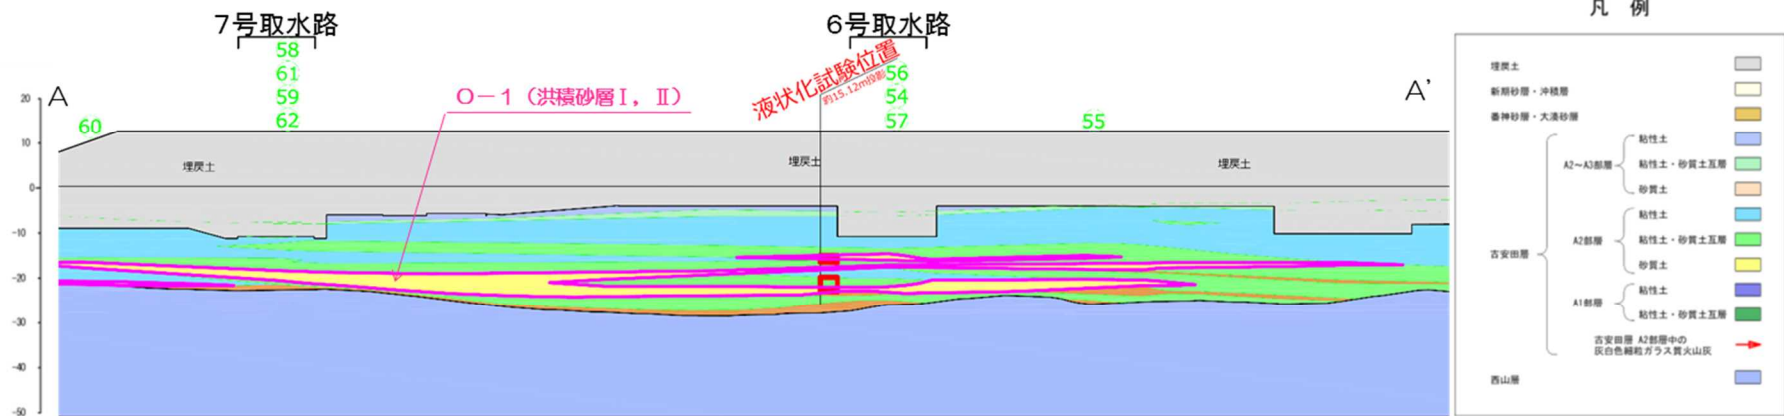 7号取水路
58
61
59
62
6号取水路
56
54
57
液状化試験位置
約15.12m投影
O-1（洪積砂層Ⅰ，Ⅱ）
A
A'
60
55
20
10
0
-10
-20
-30
-40
-50
埋戻土
埋戻土
埋戻土
凡 例
埋戻土
新期砂層・沖積層
番神砂層・大湊砂層
古安田層
A2～A3部層
粘性土
粘性土・砂質土互層
砂質土
A2部層
粘性土
粘性土・砂質土互層
砂質土
A1部層
粘性土
粘性土・砂質土互層
古安田層 A2部層中の
灰白色細粒ガラス質火山灰
西山層